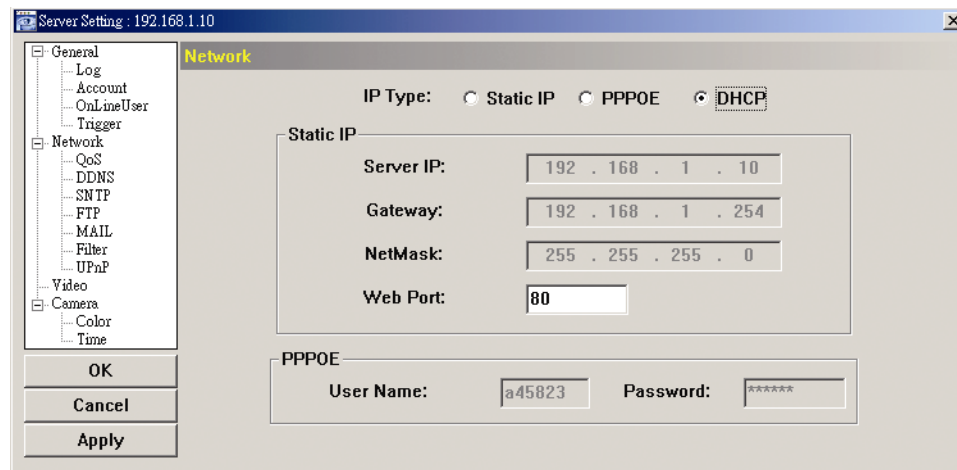 Server Setting : 192.168.1.10
General
Log
Account
OnLineUser
Trigger
Network
QoS
DDNS
SNTP
FTP
MAIL
Filter
UPnP
Video
Camera
Color
Time
OK
Cancel
Apply
Network
IP Type: Static IP PPPOE DHCP
Static IP
Server IP: 192 . 168 . 1 . 10
Gateway: 192 . 168 . 1 . 254
NetMask: 255 . 255 . 255 . 0
Web Port: 80
PPPOE
User Name: a45823 Password: ******